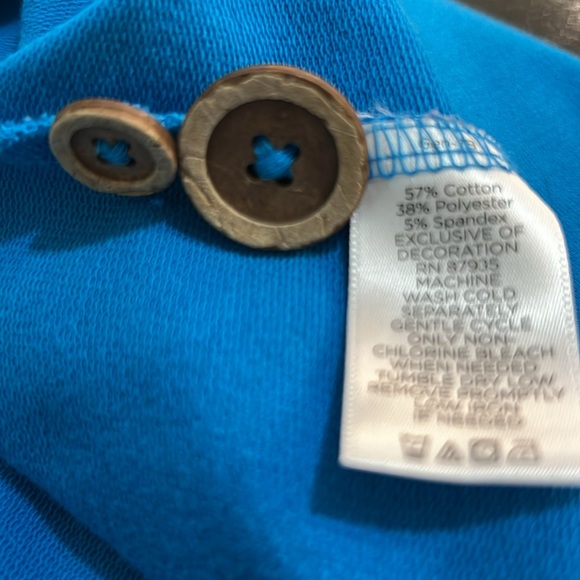 57% Cotton
38% Polyester
5% Spandex
EXCLUSIVE OF
DECORATION
RN 87935
MACHINE
WASH COLD
SEPARATELY
GENTLE CYCLE
ONLY NON
CHLORINE BLEACH
WHEN NEEDED
TUMBLE DRY LOW
REMOVE PROMPTLY
LOW IRON
IF NEEDED